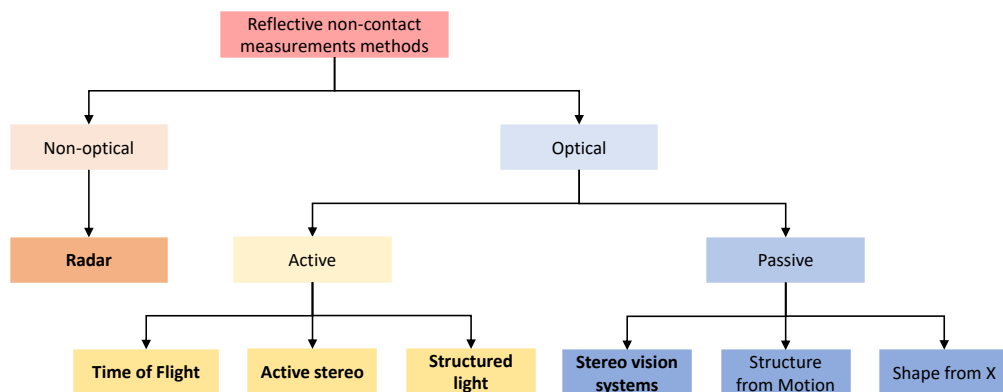 Reflective non-contact
measurements methods
Non-optical
Optical
Radar
Active
Passive
Time of Flight
Active stereo
Structured
light
Stereo vision
systems
Structure
from Motion
Shape from X